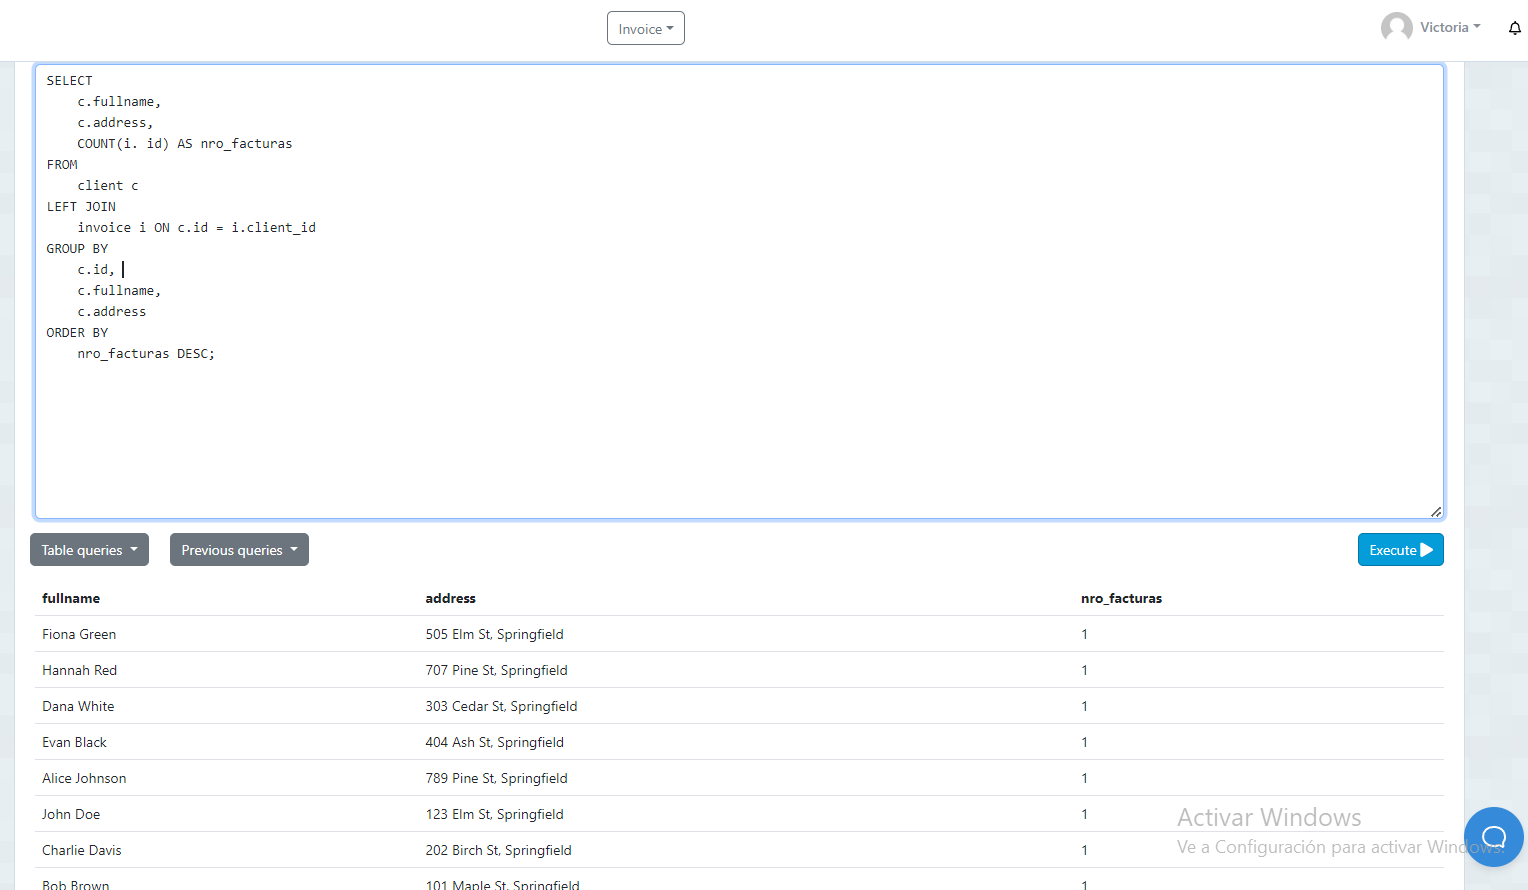 Invoice
Victoria
SELECT
    c.fullname,
    c.address,
    COUNT(i. id) AS nro_facturas
FROM
    client c
LEFT JOIN
    invoice i ON c.id = i.client_id
GROUP BY
    c.id,
    c.fullname,
    c.address
ORDER BY
    nro_facturas DESC;
Table queries Previous queries Execute
fullname address nro_facturas
Fiona Green 505 Elm St, Springfield 1
Hannah Red 707 Pine St, Springfield 1
Dana White 303 Cedar St, Springfield 1
Evan Black 404 Ash St, Springfield 1
Alice Johnson 789 Pine St, Springfield 1
John Doe 123 Elm St, Springfield 1
Charlie Davis 202 Birch St, Springfield 1
Bob Brown 101 Maple St, Springfield 1
Activar Windows
Ve a Configuración para activar Windows.